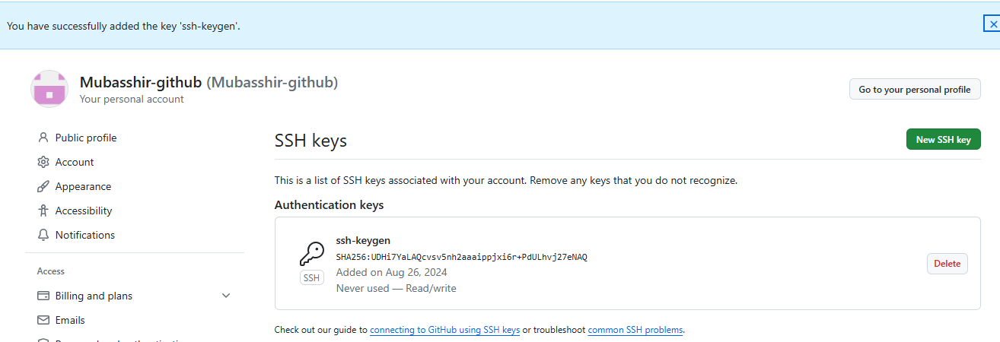 You have successfully added the key 'ssh-keygen'.
Mubasshir-github (Mubasshir-github)
Your personal account
Go to your personal profile
Public profile
Account
Appearance
Accessibility
Notifications
Access
Billing and plans
Emails
SSH keys
New SSH key
This is a list of SSH keys associated with your account. Remove any keys that you do not recognize.
Authentication keys
ssh-keygen
SHA256:UDHi7YaLAQcvsv5nh2aaaippjxi6r+PdULhvj27eNAQ
Added on Aug 26, 2024
Never used — Read/write
SSH
Delete
Check out our guide to connecting to GitHub using SSH keys or troubleshoot common SSH problems.